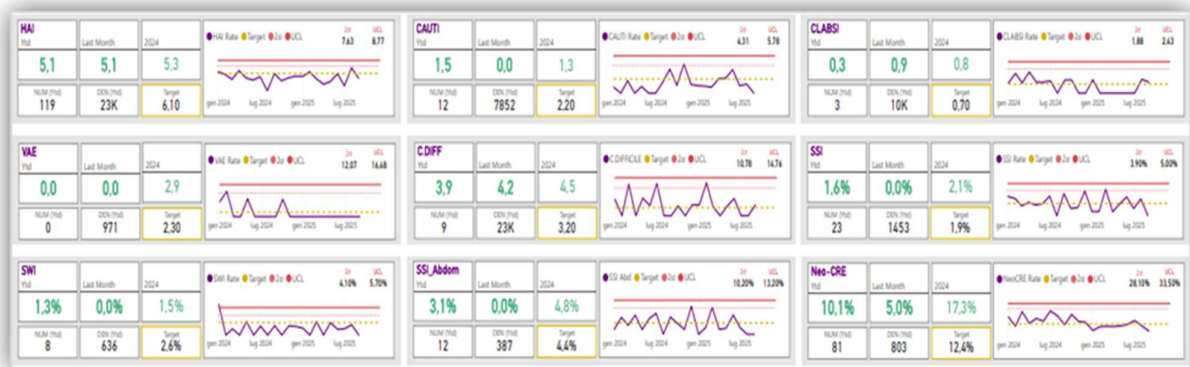 HAI
Ytd Last Month 2024
5,1 5,1 5,3
NUM (Ytd) DEN (Ytd) Target
119 23K 6,10
HAI Rate Target 2σ UCL
2σ UCL
7,63 8,77
gen 2024 lug 2024 gen 2025 lug 2025
CAUTI
Ytd Last Month 2024
1,5 0,0 1,3
NUM (Ytd) DEN (Ytd) Target
12 7852 2,20
CAUTI Rate Target 2σ UCL
2σ UCL
4,31 5,78
gen 2024 lug 2024 gen 2025 lug 2025
CLABSI
Ytd Last Month 2024
0,3 0,9 0,8
NUM (Ytd) DEN (Ytd) Target
3 10K 0,70
CLABSI Rate Target 2σ UCL
2σ UCL
1,88 2,43
gen 2024 lug 2024 gen 2025 lug 2025
VAE
Ytd Last Month 2024
0,0 0,0 2,9
NUM (Ytd) DEN (Ytd) Target
0 971 2,30
VAE Rate Target 2σ UCL
2σ UCL
12,07 16,48
gen 2024 lug 2024 gen 2025 lug 2025
C.DIFF
Ytd Last Month 2024
3,9 4,2 4,5
NUM (Ytd) DEN (Ytd) Target
9 23K 3,20
C.DIFFICILE Target 2σ UCL
2σ UCL
10,78 14,76
gen 2024 lug 2024 gen 2025 lug 2025
SSI
Ytd Last Month 2024
1,6% 0,0% 2,1%
NUM (Ytd) DEN (Ytd) Target
23 1453 1,9%
SSI Rate Target 2σ UCL
2σ UCL
3,90% 5,00%
gen 2024 lug 2024 gen 2025 lug 2025
SWI
Ytd Last Month 2024
1,3% 0,0% 1,5%
NUM (Ytd) DEN (Ytd) Target
8 636 2,6%
SWI Rate Target 2σ UCL
2σ UCL
4,10% 5,70%
gen 2024 lug 2024 gen 2025 lug 2025
SSI_Abdom
Ytd Last Month 2024
3,1% 0,0% 4,8%
NUM (Ytd) DEN (Ytd) Target
12 387 4,4%
SSI Abd Target 2σ UCL
2σ UCL
10,20% 13,20%
gen 2024 lug 2024 gen 2025 lug 2025
Neo-CRE
Ytd Last Month 2024
10,1% 5,0% 17,3%
NUM (Ytd) DEN (Ytd) Target
81 803 12,4%
NeoCRE Rate Target 2σ UCL
2σ UCL
28,10% 33,50%
gen 2024 lug 2024 gen 2025 lug 2025